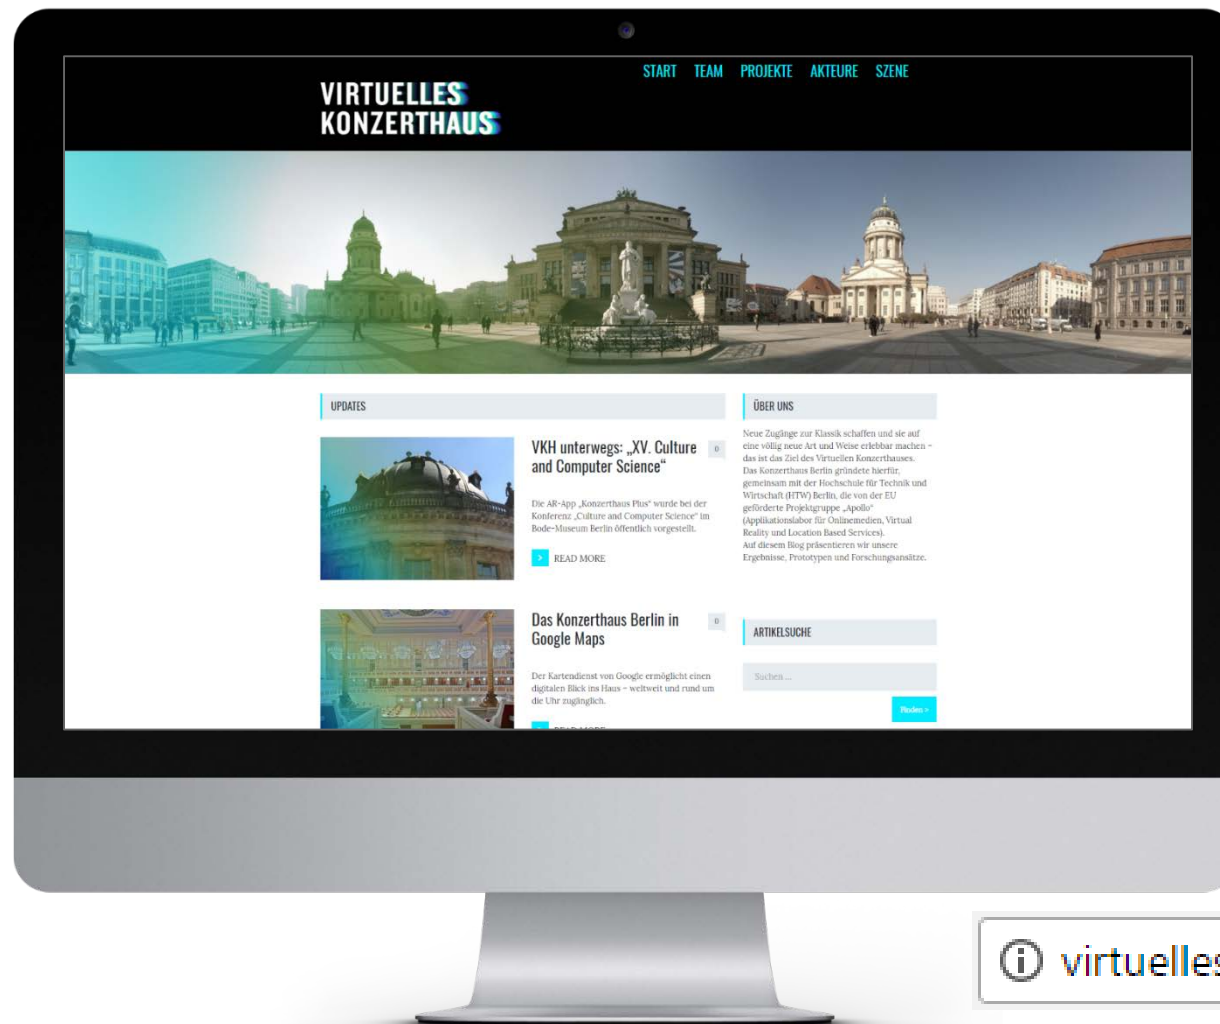 START TEAM PROJEKTE AKTEURE SZENE
VIRTUELLES
KONZERTHAUS
UPDATES
VKH unterwegs: „XV. Culture
and Computer Science“
0
Die AR-App „Konzerthaus Plus“ wurde bei der
Konferenz „Culture and Computer Science“ im
Bode-Museum Berlin öffentlich vorgestellt.
> READ MORE
Das Konzerthaus Berlin in
Google Maps
0
Der Kartendienst von Google ermöglicht einen
digitalen Blick ins Haus – weltweit und rund um
die Uhr zugänglich.
READ MORE
ÜBER UNS
Neue Zugänge zur Klassik schaffen und sie auf
eine völlig neue Art und Weise erlebbar machen –
das ist das Ziel des Virtuellen Konzerthauses.
Das Konzerthaus Berlin gründete hierfür,
gemeinsam mit der Hochschule für Technik und
Wirtschaft (HTW) Berlin, die von der EU
geförderte Projektgruppe „Apollo“
(Applikationslabor für Onlinemedien, Virtual
Reality und Location Based Services).
Auf diesem Blog präsentieren wir unsere
Ergebnisse, Prototypen und Forschungsansätze.
ARTIKELSUCHE
Suchen ...
Finden »
virtuelles